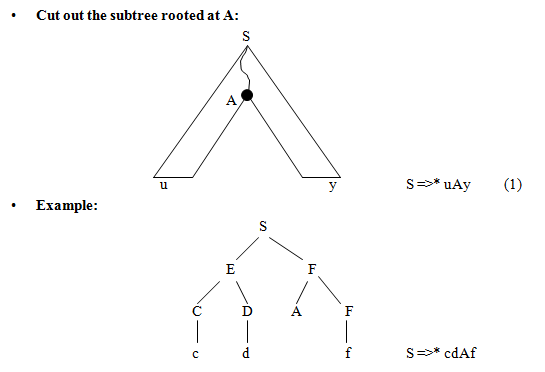 • Cut out the subtree rooted at A:
S
A
u y S =>* uAy (1)
• Example:
S
E F
C D A F
c d f S =>* cdAf